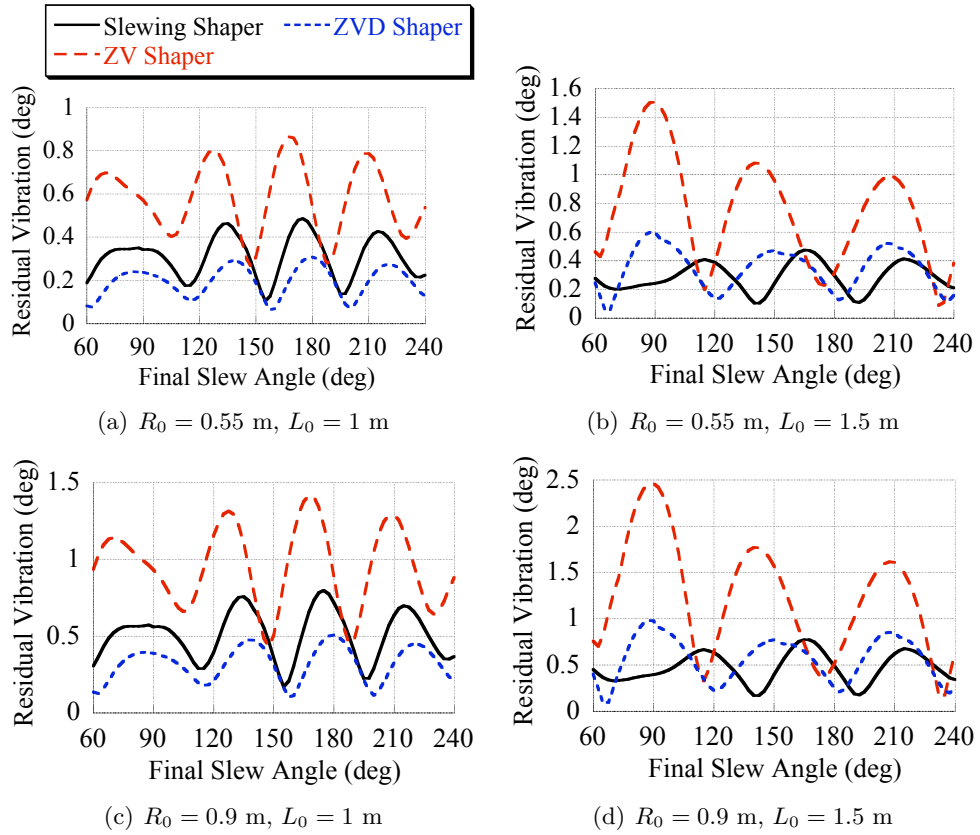 Slewing Shaper
ZVD Shaper
ZV Shaper
Residual Vibration (deg)
1
0.8
0.6
0.4
0.2
0
60 90 120 150 180 210 240
Final Slew Angle (deg)
(a) R₀ = 0.55 m, L₀ = 1 m
Residual Vibration (deg)
1.6
1.4
1.2
1
0.8
0.6
0.4
0.2
0
60 90 120 150 180 210 240
Final Slew Angle (deg)
(b) R₀ = 0.55 m, L₀ = 1.5 m
Residual Vibration (deg)
1.5
1
0.5
0
60 90 120 150 180 210 240
Final Slew Angle (deg)
(c) R₀ = 0.9 m, L₀ = 1 m
Residual Vibration (deg)
2.5
2
1.5
1
0.5
0
60 90 120 150 180 210 240
Final Slew Angle (deg)
(d) R₀ = 0.9 m, L₀ = 1.5 m